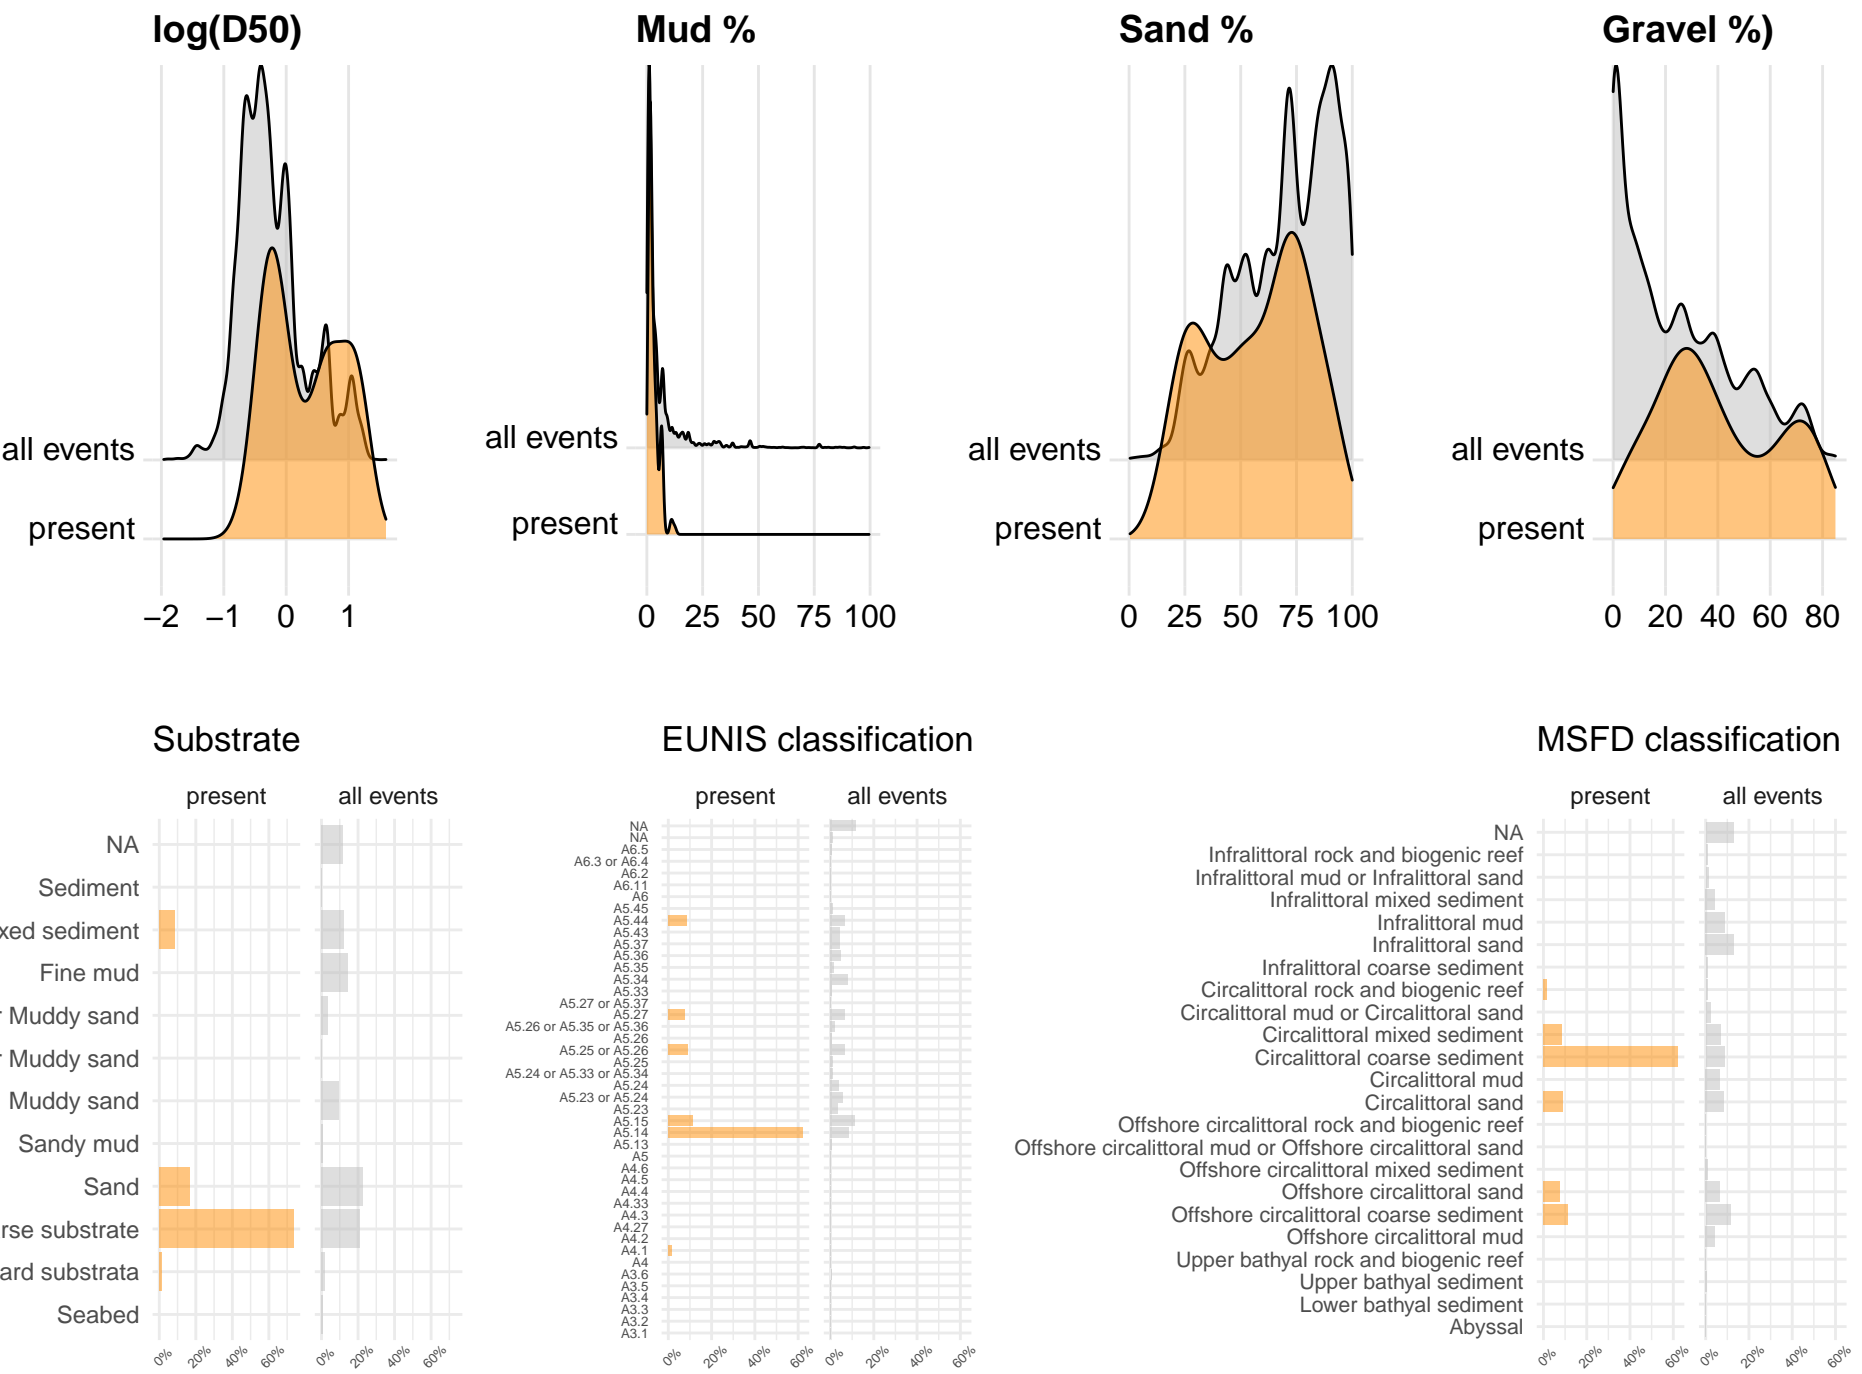 log(D50)
Mud %
Sand %
Gravel %)
all events
present
−2 −1 0 1
all events
present
0 25 50 75 100
all events
present
0 25 50 75 100
all events
present
0 20 40 60 80
Substrate
present all events
NA
Sediment
xed sediment
Fine mud
r Muddy sand
r Muddy sand
Muddy sand
Sandy mud
Sand
rse substrate
ard substrata
Seabed
0% 20% 40% 60% 0% 20% 40% 60%
EUNIS classification
present all events
NA
NA
A6.5
A6.3 or A6.4
A6.2
A6.11
A6
A5.45
A5.44
A5.43
A5.37
A5.36
A5.35
A5.34
A5.33
A5.27 or A5.37
A5.27
A5.26 or A5.35 or A5.36
A5.26
A5.25 or A5.26
A5.25
A5.24 or A5.33 or A5.34
A5.24
A5.23 or A5.24
A5.23
A5.15
A5.14
A5.13
A5
A4.6
A4.5
A4.4
A4.33
A4.3
A4.27
A4.2
A4.1
A4
A3.6
A3.5
A3.4
A3.3
A3.2
A3.1
0% 20% 40% 60% 0% 20% 40% 60%
MSFD classification
present all events
NA
Infralittoral rock and biogenic reef
Infralittoral mud or Infralittoral sand
Infralittoral mixed sediment
Infralittoral mud
Infralittoral sand
Infralittoral coarse sediment
Circalittoral rock and biogenic reef
Circalittoral mud or Circalittoral sand
Circalittoral mixed sediment
Circalittoral coarse sediment
Circalittoral mud
Circalittoral sand
Offshore circalittoral rock and biogenic reef
Offshore circalittoral mud or Offshore circalittoral sand
Offshore circalittoral mixed sediment
Offshore circalittoral sand
Offshore circalittoral coarse sediment
Offshore circalittoral mud
Upper bathyal rock and biogenic reef
Upper bathyal sediment
Lower bathyal sediment
Abyssal
0% 20% 40% 60% 0% 20% 40% 60%